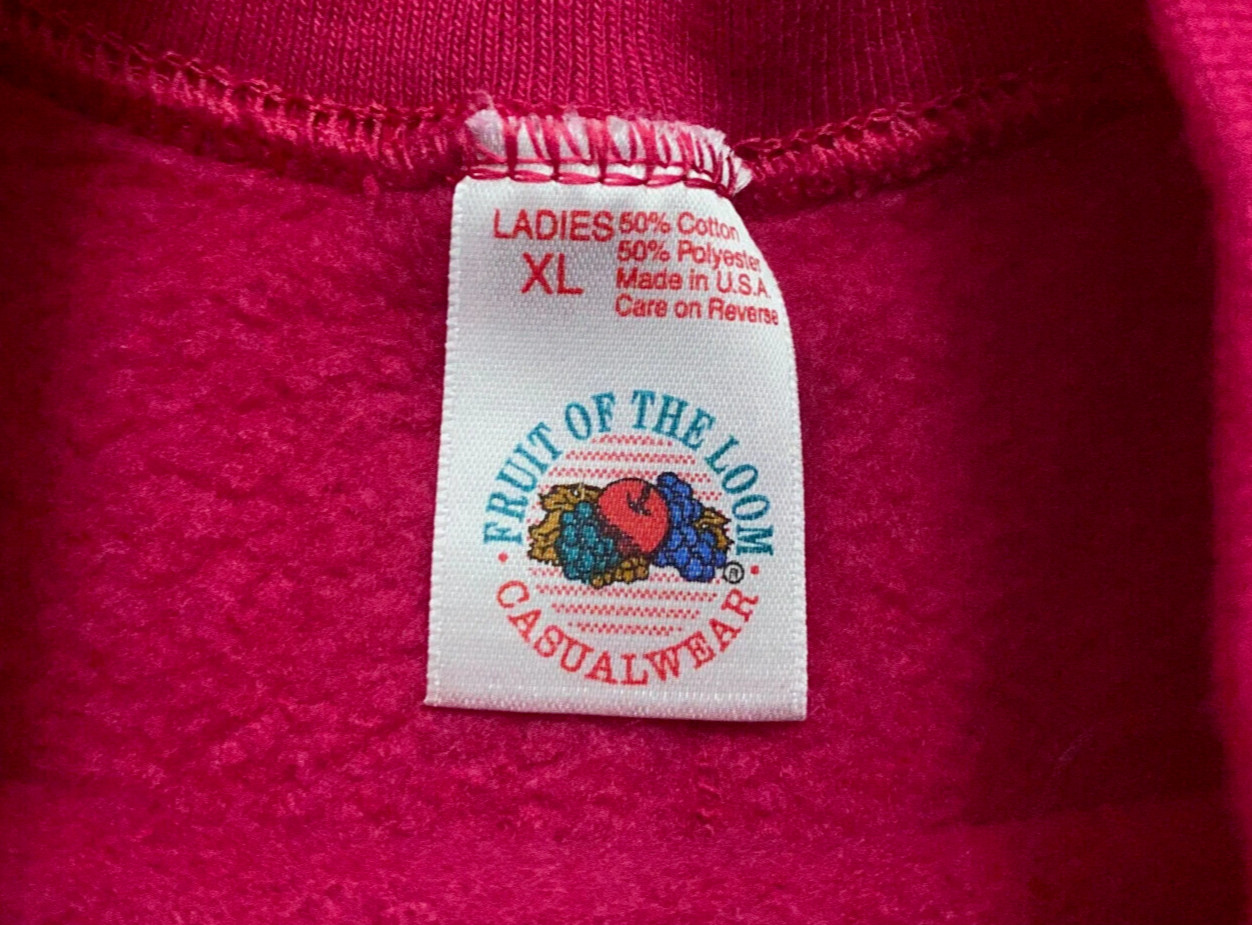 LADIES
XL
50% Cotton
50% Polyester
Made in U.S.A.
Care on Reverse
FRUIT OF THE LOOM
®
CASUALWEAR